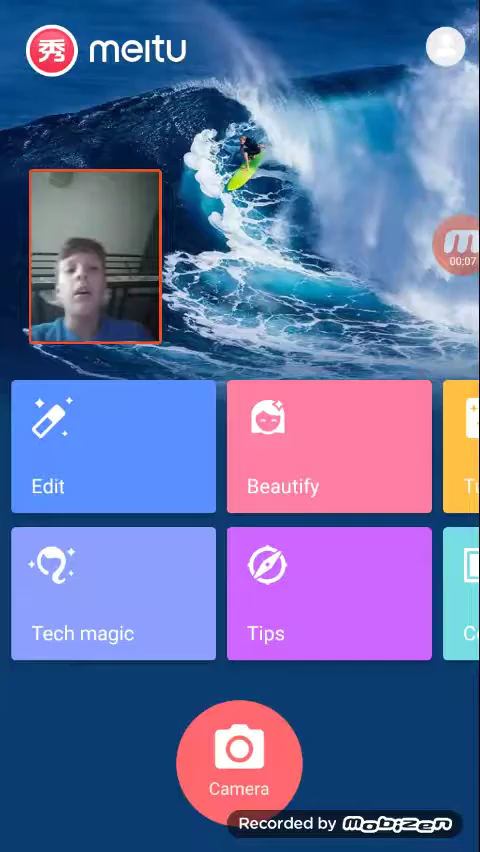 秀 meitu
00:07
Edit
Beautify
Tech magic
Tips
Camera
Recorded by mobizen